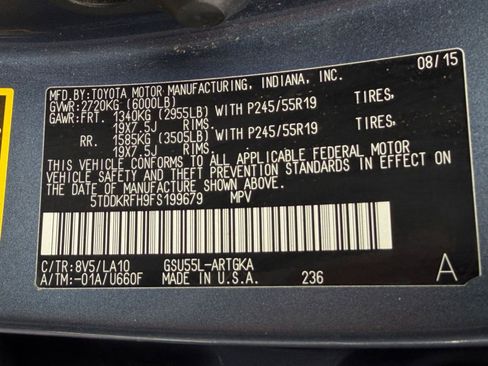 MFD.BY:TOYOTA MOTOR MANUFACTURING, INDIANA, INC. 08/15
GVWR:2720KG (6000LB)
GAWR:FRT. 1340KG (2955LB) WITH P245/55R19 TIRES,
19X7.5J RIMS
RR. 1585KG (3505LB) WITH P245/55R19 TIRES,
19X7.5J RIMS
THIS VEHICLE CONFORMS TO ALL APPLICABLE FEDERAL MOTOR
VEHICLE SAFETY AND THEFT PREVENTION STANDARDS IN EFFECT ON
THE DATE OF MANUFACTURE SHOWN ABOVE.
5TDDKRFH9FS199679 MPV
C/TR:8V5/LA10 GSU55L-ARTGKA
A/TM:-01A/U660F MADE IN U.S.A. 236 A